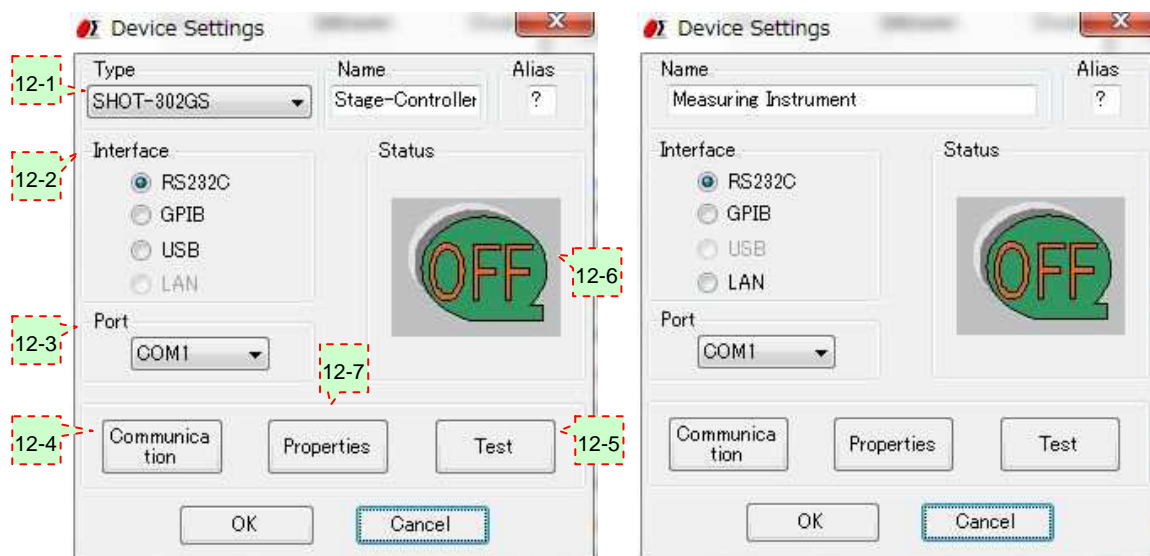 Device Settings
Type
Name
Alias
12-1
SHOT-302GS
Stage-Controller
?
12-2
Interface
Status
RS232C
GPIB
USB
LAN
OFF
12-6
12-3
Port
COM1
12-7
12-4
Communica
tion
Properties
Test
12-5
OK
Cancel
Device Settings
Name
Alias
Measuring Instrument
?
Interface
Status
RS232C
GPIB
USB
LAN
OFF
Port
COM1
Communica
tion
Properties
Test
OK
Cancel